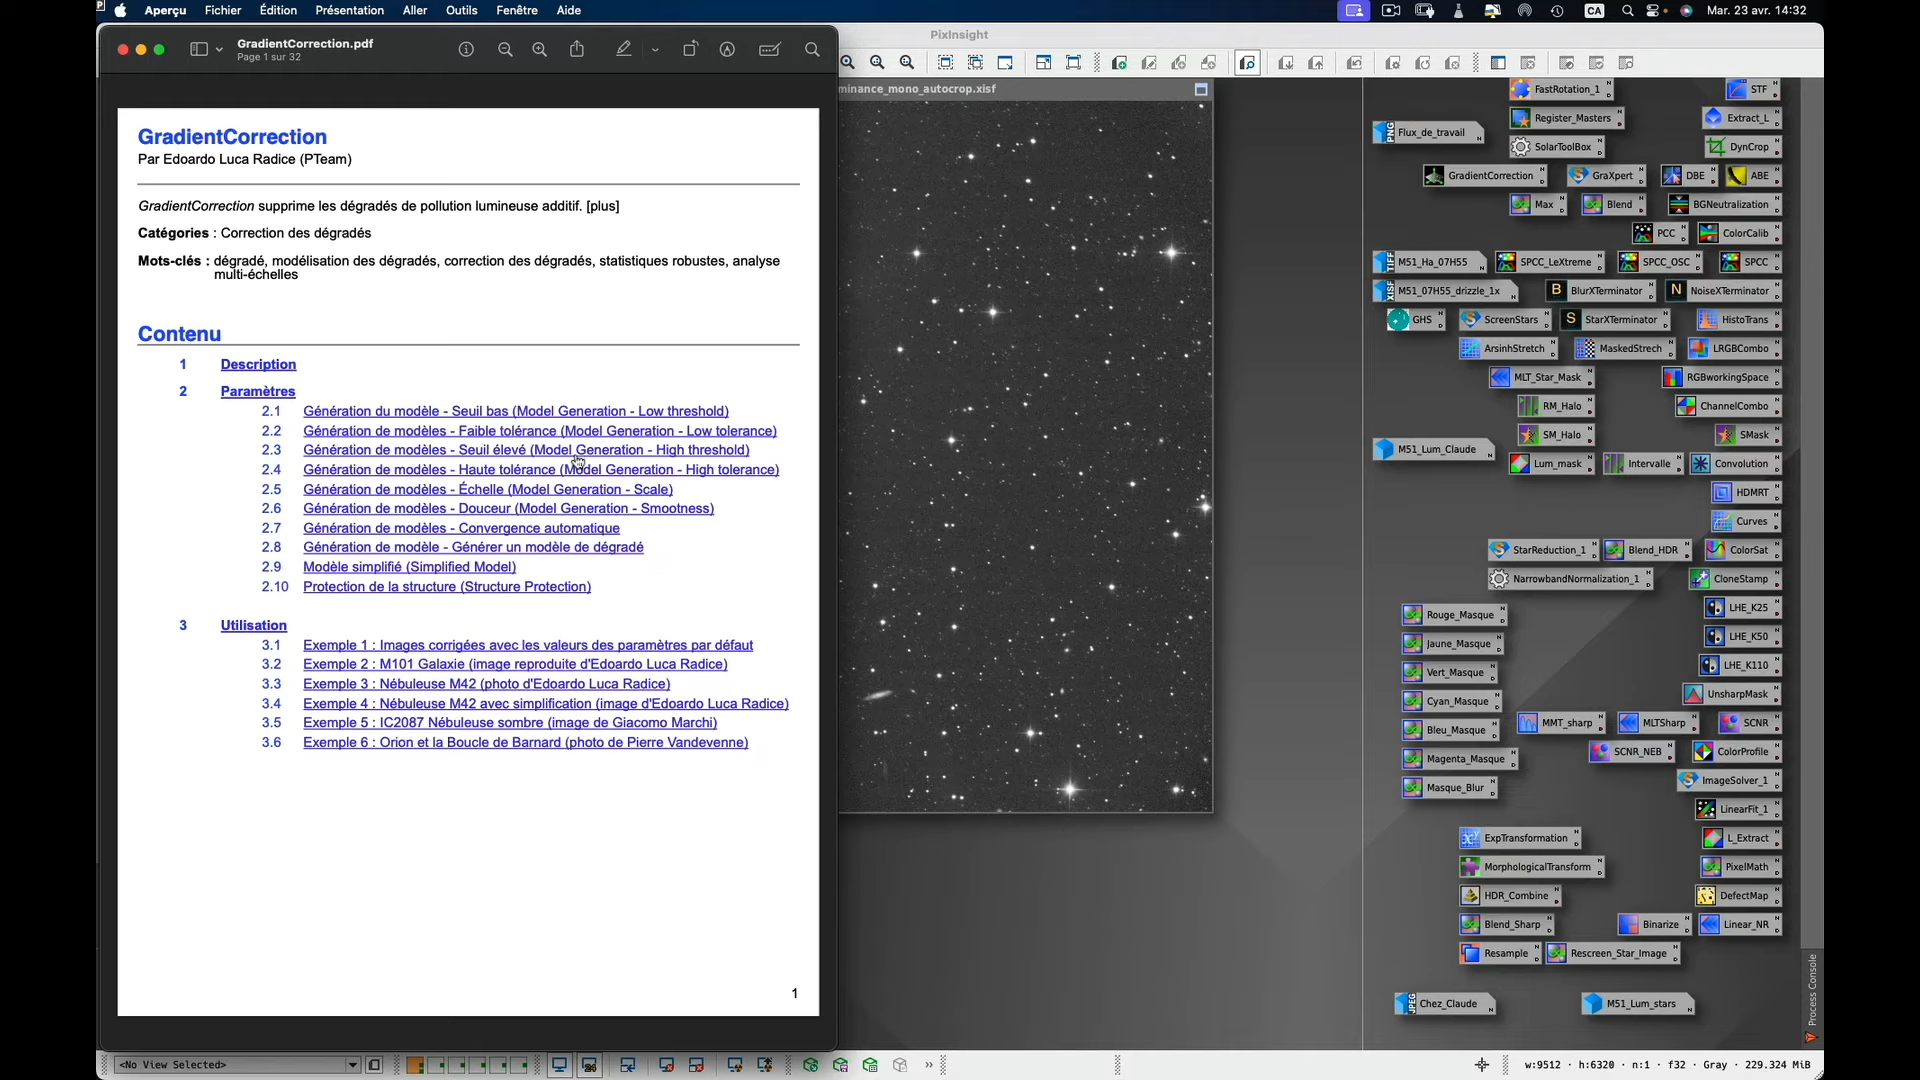 Aperçu Fichier Édition Présentation Aller Outils Fenêtre Aide
CA Mar. 23 avr. 14:32
GradientCorrection.pdf
Page 1 sur 32
PixInsight
GradientCorrection
Par Edoardo Luca Radice (PTeam)
GradientCorrection supprime les dégradés de pollution lumineuse additif. [plus]
Catégories : Correction des dégradés
Mots-clés : dégradé, modélisation des dégradés, correction des dégradés, statistiques robustes, analyse
multi-échelles
Contenu
1 Description
2 Paramètres
2.1 Génération du modèle - Seuil bas (Model Generation - Low threshold)
2.2 Génération de modèles - Faible tolérance (Model Generation - Low tolerance)
2.3 Génération de modèles - Seuil élevé (Model Generation - High threshold)
2.4 Génération de modèles - Haute tolérance (Model Generation - High tolerance)
2.5 Génération de modèles - Échelle (Model Generation - Scale)
2.6 Génération de modèles - Douceur (Model Generation - Smootness)
2.7 Génération de modèles - Convergence automatique
2.8 Génération de modèle - Générer un modèle de dégradé
2.9 Modèle simplifié (Simplified Model)
2.10 Protection de la structure (Structure Protection)
3 Utilisation
3.1 Exemple 1 : Images corrigées avec les valeurs des paramètres par défaut
3.2 Exemple 2 : M101 Galaxie (image reproduite d'Edoardo Luca Radice)
3.3 Exemple 3 : Nébuleuse M42 (photo d'Edoardo Luca Radice)
3.4 Exemple 4 : Nébuleuse M42 avec simplification (image d'Edoardo Luca Radice)
3.5 Exemple 5 : IC2087 Nébuleuse sombre (image de Giacomo Marchi)
3.6 Exemple 6 : Orion et la Boucle de Barnard (photo de Pierre Vandevenne)
1
minance_mono_autocrop.xisf
FastRotation_1 STF
Register_Masters Extract_L
PNG Flux_de_travail
SolarToolBox DynCrop
GradientCorrection GraXpert DBE ABE
Max Blend BGNeutralization
PCC ColorCalib
TIFF M51_Ha_07H55 SPCC_LeXtreme SPCC_OSC SPCC
XISF M51_07H55_drizzle_1x BlurXTerminator NoiseXTerminator
GHS ScreenStars StarXTerminator HistoTrans
ArsinhStretch MaskedStrech LRGBCombo
MLT_Star_Mask RGBworkingSpace
RM_Halo ChannelCombo
SM_Halo SMask
M51_Lum_Claude
Lum_mask Intervalle Convolution
HDMRT
Curves
StarReduction_1 Blend_HDR ColorSat
NarrowbandNormalization_1 CloneStamp
Rouge_Masque LHE_K25
Jaune_Masque LHE_K50
Vert_Masque LHE_K110
Cyan_Masque UnsharpMask
Bleu_Masque MMT_sharp MLTSharp SCNR
Magenta_Masque SCNR_NEB ColorProfile
Masque_Blur ImageSolver_1
LinearFit_1
ExpTransformation L_Extract
MorphologicalTransform PixelMath
HDR_Combine DefectMap
Blend_Sharp Binarize Linear_NR
Resample Rescreen_Star_Image
JPEG Chez_Claude M51_Lum_stars
Process Console
<No View Selected>
w:9512 · h:6320 · n:1 · f32 · Gray · 229.324 MiB